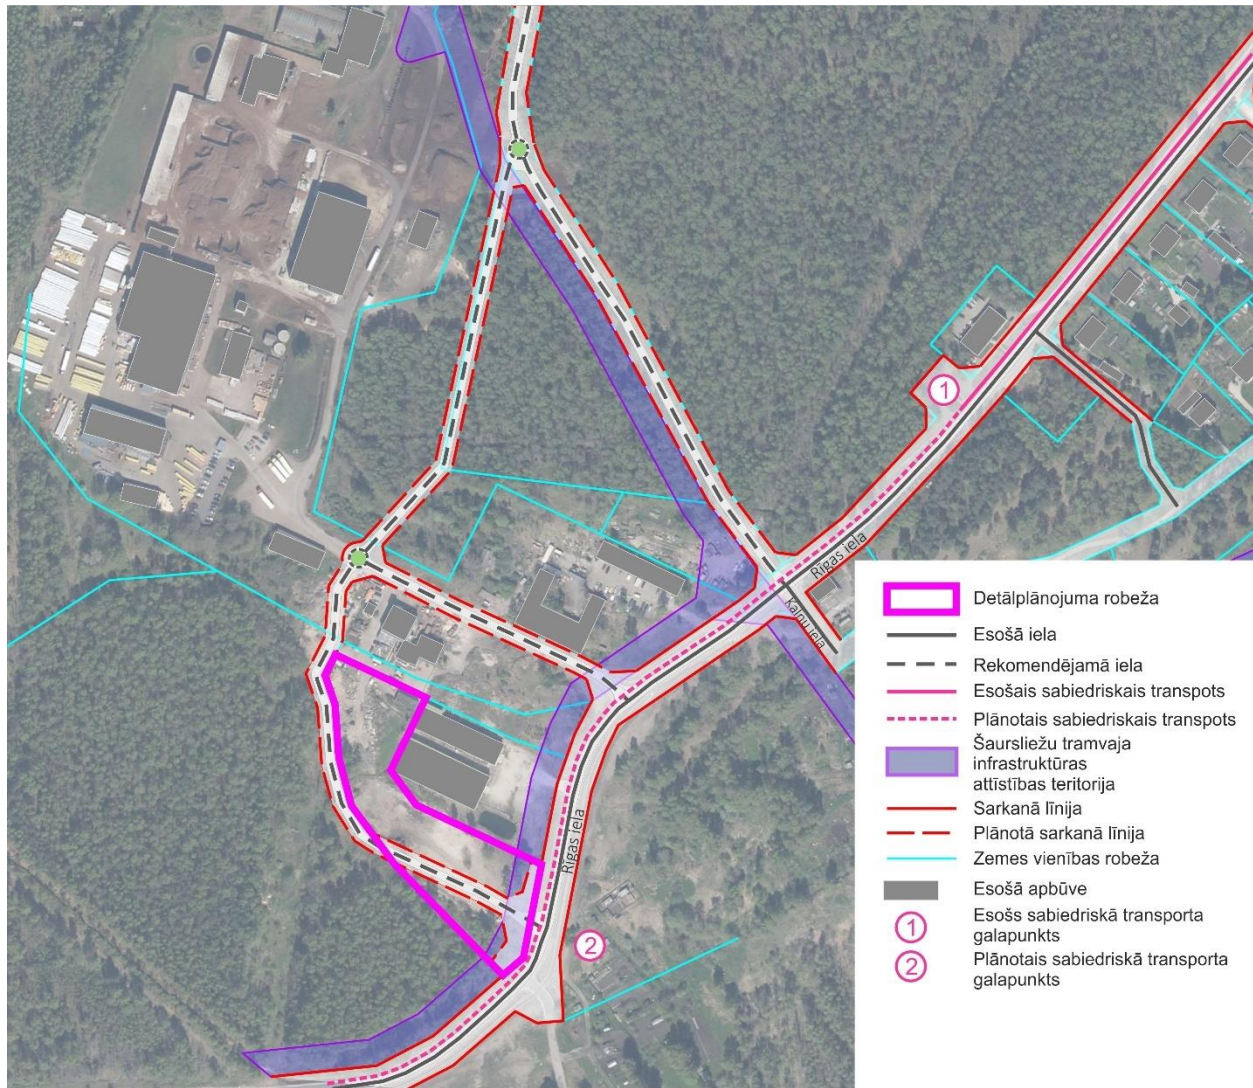 1
Rīgas iela
Kalnu iela
Rīgas iela
2
Detālplānojuma robeža
Esošā iela
Rekomendējamā iela
Esošais sabiedriskais transpots
Plānotais sabiedriskais transpots
Šaursliežu tramvaja
infrastruktūras
attīstības teritorija
Sarkanā līnija
Plānotā sarkanā līnija
Zemes vienības robeža
Esošā apbūve
1
Esošs sabiedriskā transporta
galapunkts
2
Plānotais sabiedriskā transporta
galapunkts